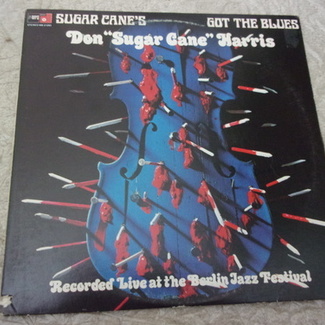 SUGAR CANE'S GOT THE BLUES
Don "Sugar Cane" Harris
Recorded Live at the Berlin Jazz Festival